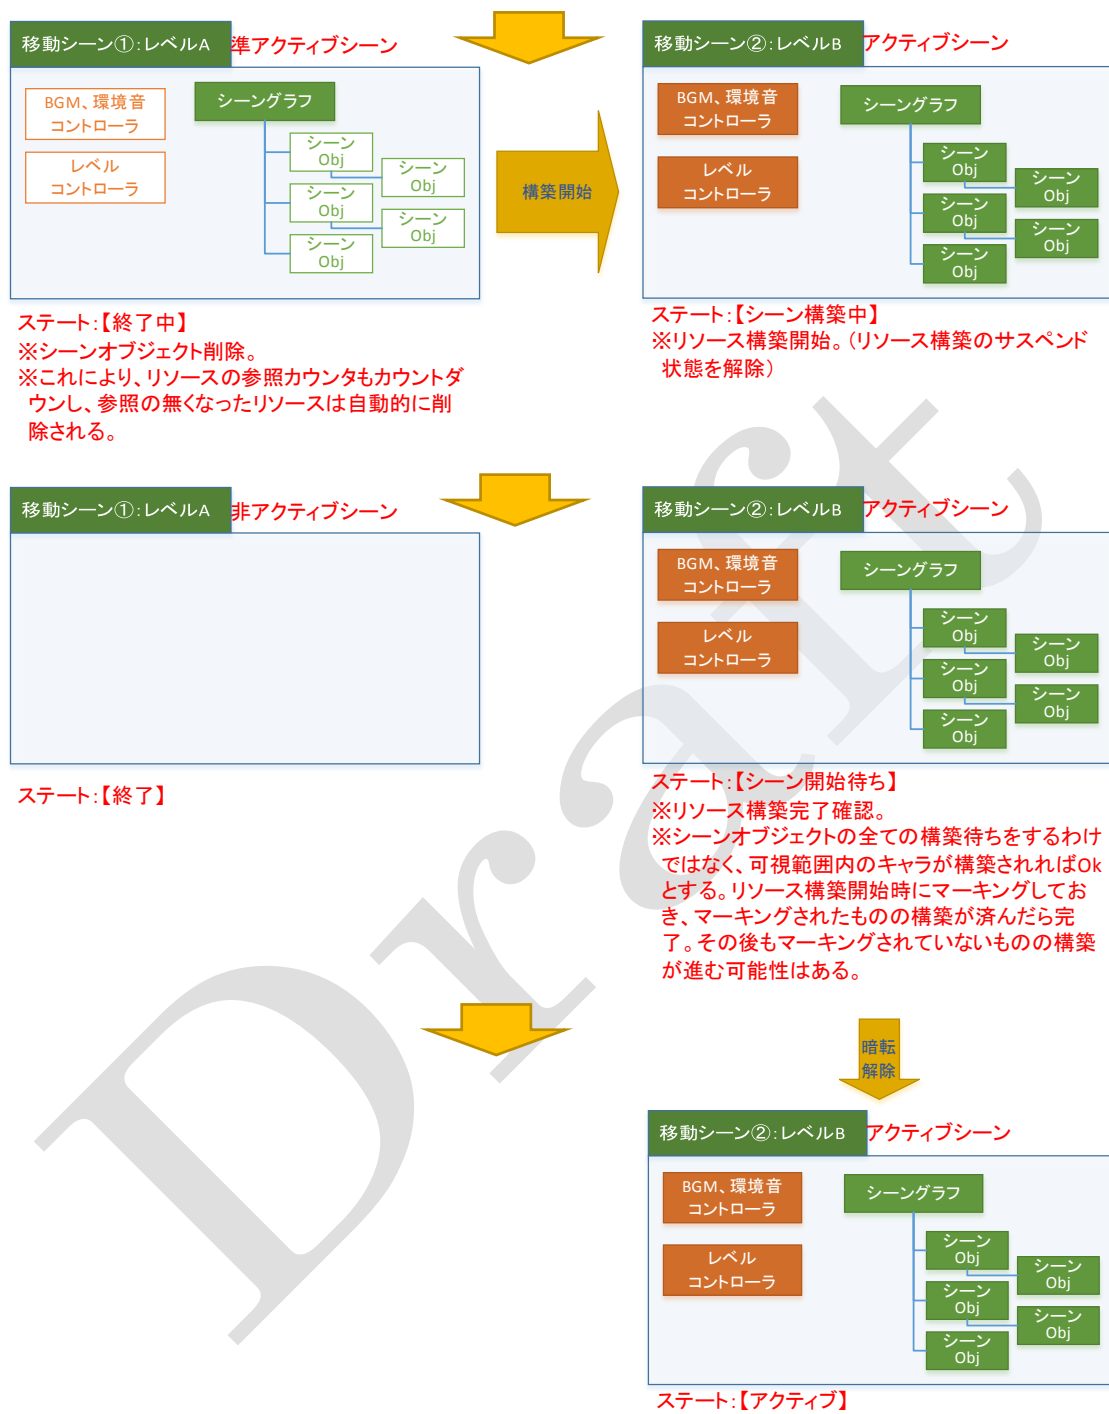 移動シーン①:レベルA
準アクティブシーン
BGM、環境音
コントローラ
レベル
コントローラ
シーングラフ
シーン
Obj
シーン
Obj
シーン
Obj
シーン
Obj
シーン
Obj
構築開始
移動シーン②:レベルB
アクティブシーン
BGM、環境音
コントローラ
レベル
コントローラ
シーングラフ
シーン
Obj
シーン
Obj
シーン
Obj
シーン
Obj
シーン
Obj
ステート:【終了中】
※シーンオブジェクト削除。
※これにより、リソースの参照カウンタもカウントダ
ウンし、参照の無くなったリソースは自動的に削
除される。
ステート:【シーン構築中】
※リソース構築開始。(リソース構築のサスペンド
状態を解除)
移動シーン①:レベルA
非アクティブシーン
ステート:【終了】
移動シーン②:レベルB
アクティブシーン
BGM、環境音
コントローラ
レベル
コントローラ
シーングラフ
シーン
Obj
シーン
Obj
シーン
Obj
シーン
Obj
シーン
Obj
ステート:【シーン開始待ち】
※リソース構築完了確認。
※シーンオブジェクトの全ての構築待ちをするわけ
ではなく、可視範囲内のキャラが構築されればOk
とする。リソース構築開始時にマーキングしてお
き、マーキングされたものの構築が済んだら完
了。その後もマーキングされていないものの構築
が進む可能性はある。
暗転
解除
移動シーン②:レベルB
アクティブシーン
BGM、環境音
コントローラ
レベル
コントローラ
シーングラフ
シーン
Obj
シーン
Obj
シーン
Obj
シーン
Obj
シーン
Obj
ステート:【アクティブ】
Draft